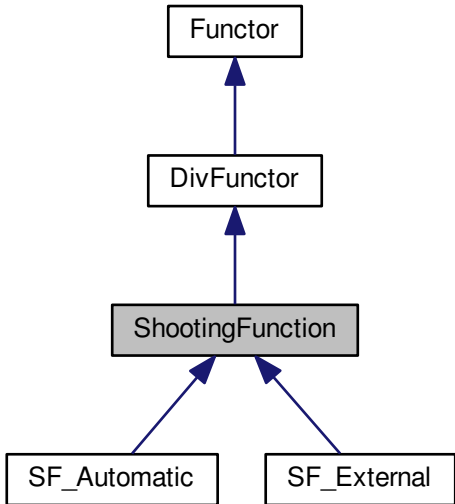 Functor
DivFunctor
ShootingFunction
SF_Automatic
SF_External